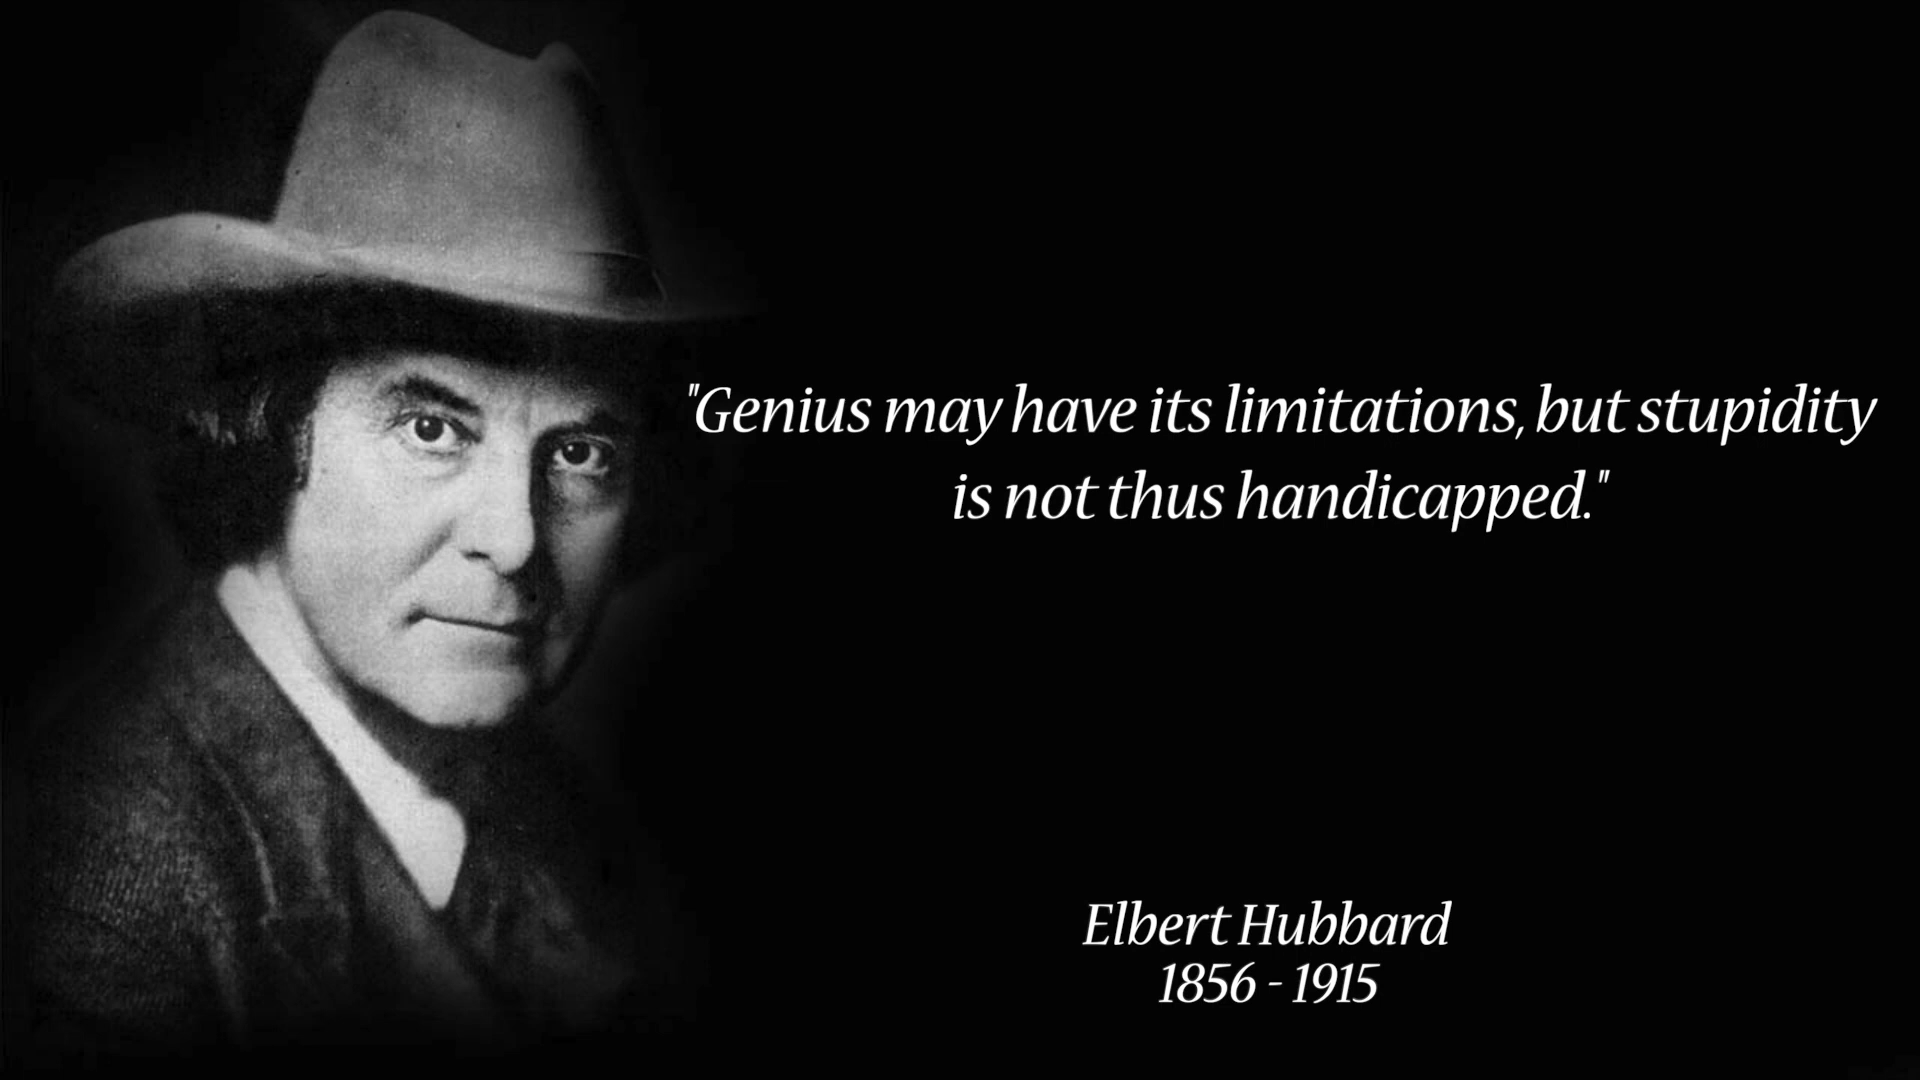 "Genius may have its limitations, but stupidity
is not thus handicapped."
Elbert Hubbard
1856 - 1915